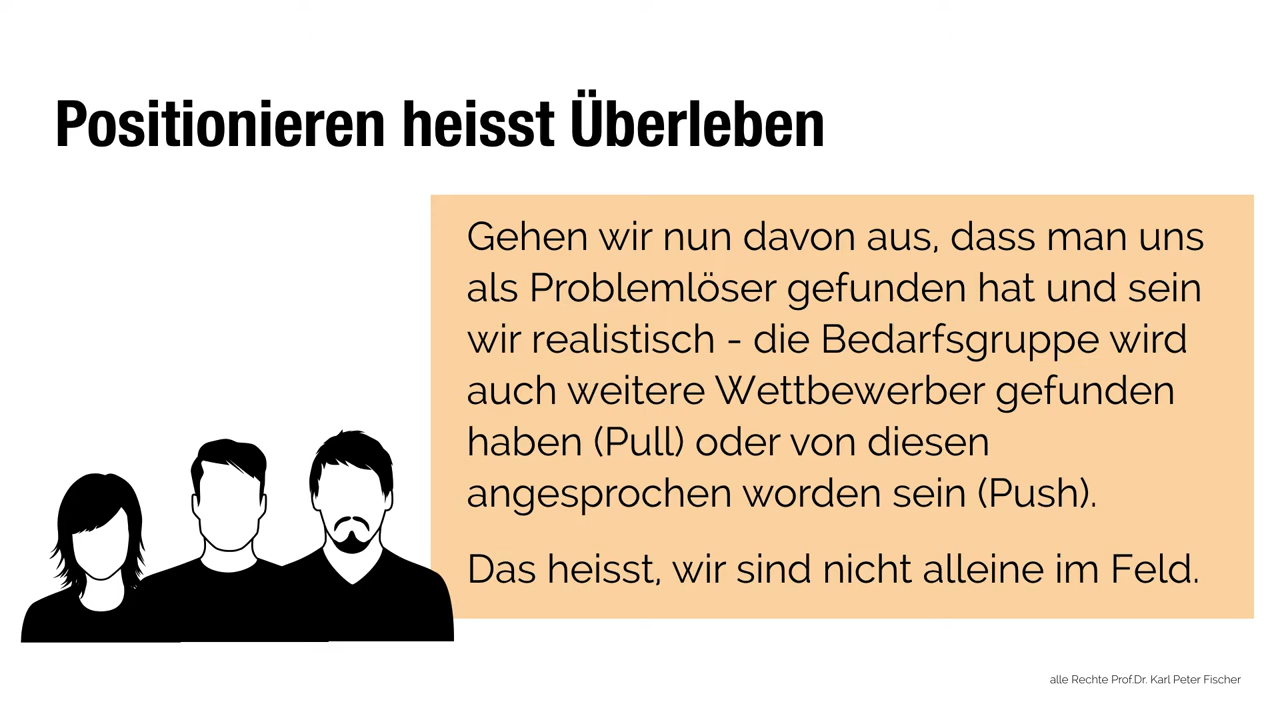 Positionieren heisst Überleben
Gehen wir nun davon aus, dass man uns
als Problemlöser gefunden hat und sein
wir realistisch - die Bedarfsgruppe wird
auch weitere Wettbewerber gefunden
haben (Pull) oder von diesen
angesprochen worden sein (Push).
Das heisst, wir sind nicht alleine im Feld.
alle Rechte Prof.Dr. Karl Peter Fischer